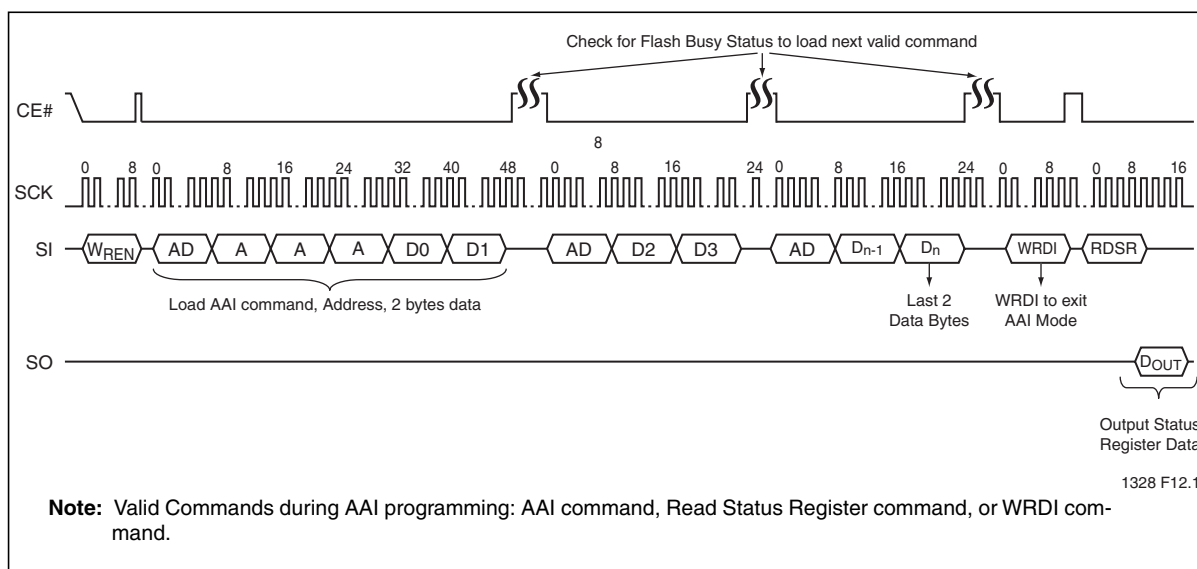 Check for Flash Busy Status to load next valid command
CE#
8
0 8 0 8 16 24 32 40 48 0 8 16 24 0 8 16 24 0 8 0 8 16
SCK
SI WREN AD A A A D0 D1 AD D2 D3 AD Dn-1 Dn WRDI RDSR
Load AAI command, Address, 2 bytes data
Last 2
Data Bytes
WRDI to exit
AAI Mode
SO DOUT
Output Status
Register Data
1328 F12.1
Note: Valid Commands during AAI programming: AAI command, Read Status Register command, or WRDI com-
mand.